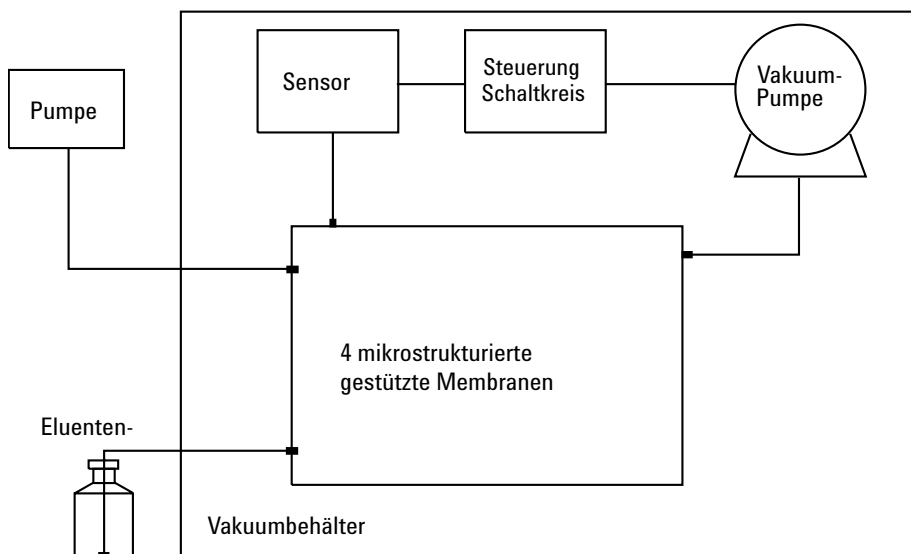 Pumpe
Sensor
Steuerung
Schaltkreis
Vakuum-
Pumpe
4 mikrostrukturierte
gestützte Membranen
Eluenten-
Vakuumbehälter